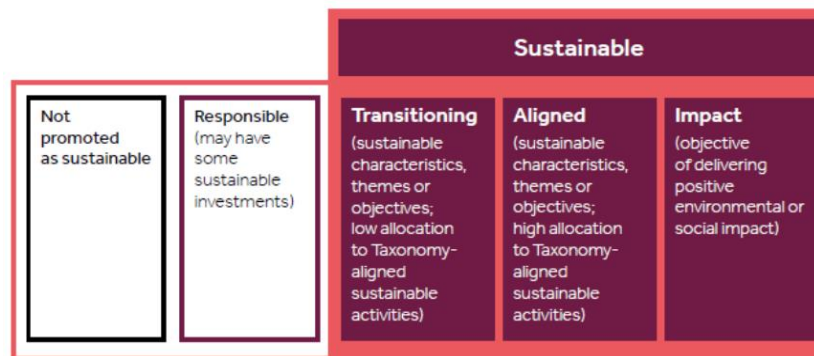 Sustainable
Not
promoted
as sustainable
Responsible
(may have
some
sustainable
investments)
Transitioning
(sustainable
characteristics,
themes or
objectives;
low allocation
to Taxonomy-
aligned
sustainable
activities)
Aligned
(sustainable
characteristics,
themes or
objectives;
high allocation
to Taxonomy-
aligned
sustainable
activities)
Impact
(objective
of delivering
positive
environmental or
social impact)